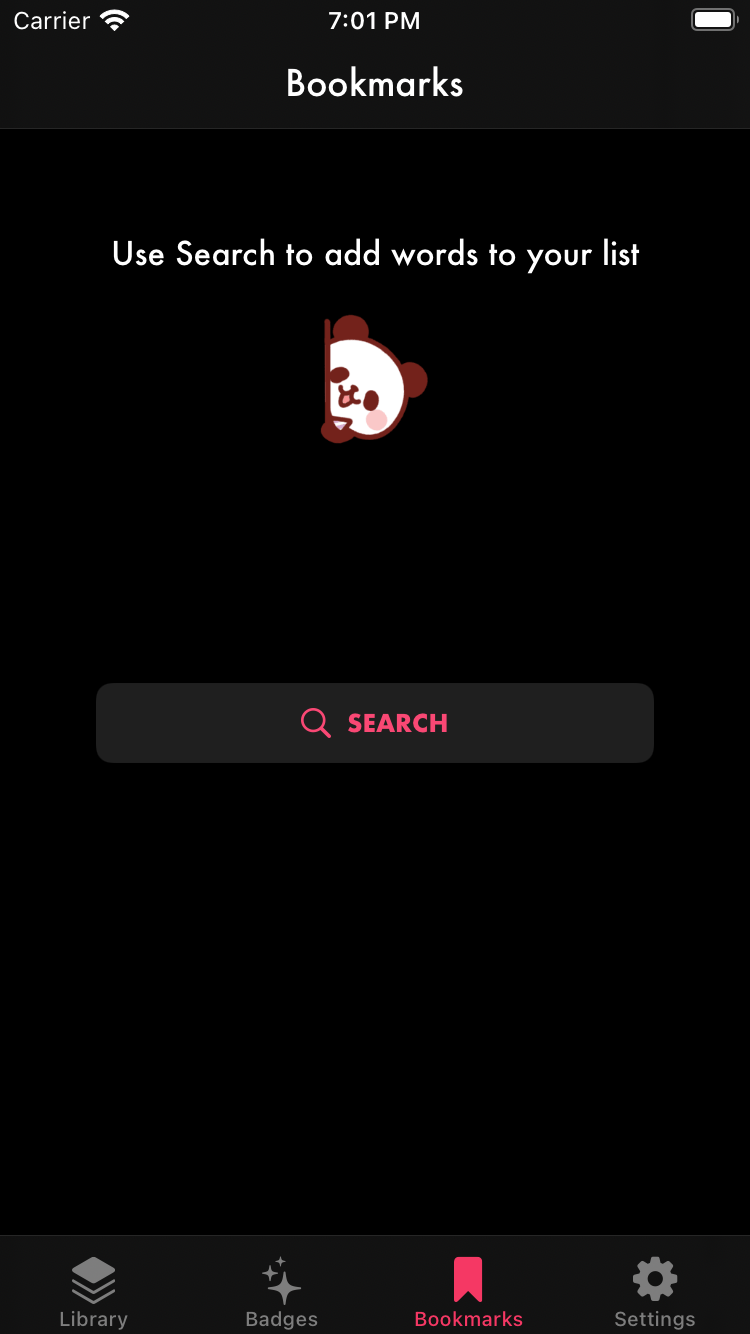 Carrier 7:01 PM
Bookmarks
Use Search to add words to your list
SEARCH
Library Badges Bookmarks Settings